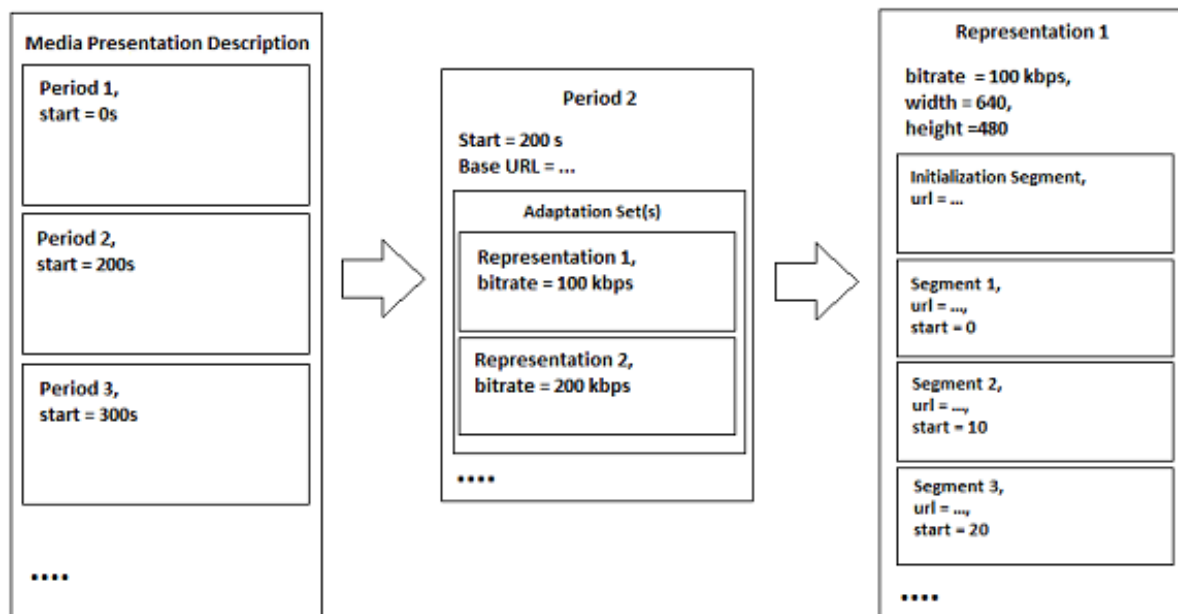 Media Presentation Description
Period 1,
start = 0s
Period 2,
start = 200s
Period 3,
start = 300s
....
Period 2
Start = 200 s
Base URL = ...
Adaptation Set(s)
Representation 1,
bitrate = 100 kbps
Representation 2,
bitrate = 200 kbps
....
Representation 1
bitrate = 100 kbps,
width = 640,
height =480
Initialization Segment,
url = ...
Segment 1,
url = ...,
start = 0
Segment 2,
url = ...,
start = 10
Segment 3,
url = ...,
start = 20
....